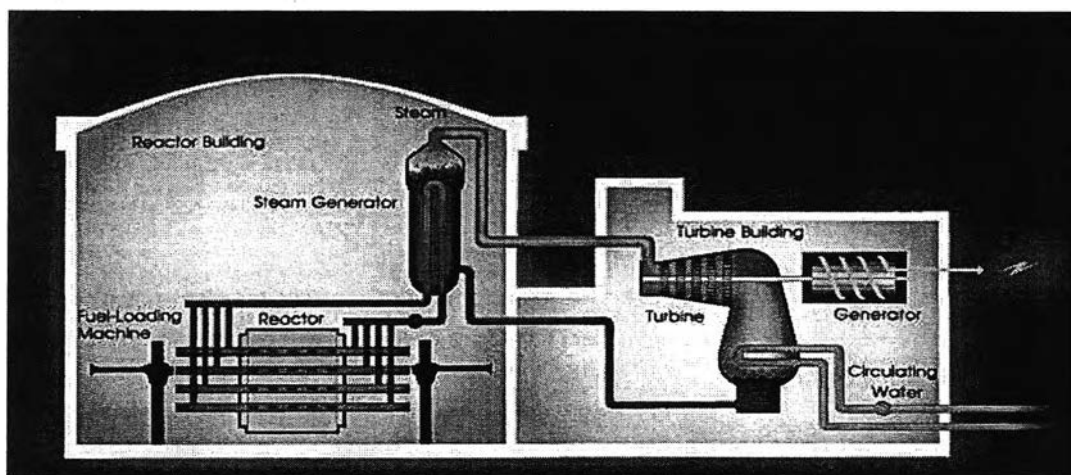 Steam
Reactor Building
Steam Generator
Turbine Building
Fuel-Loading
Machine
Reactor
Turbine
Generator
Circulating
Water